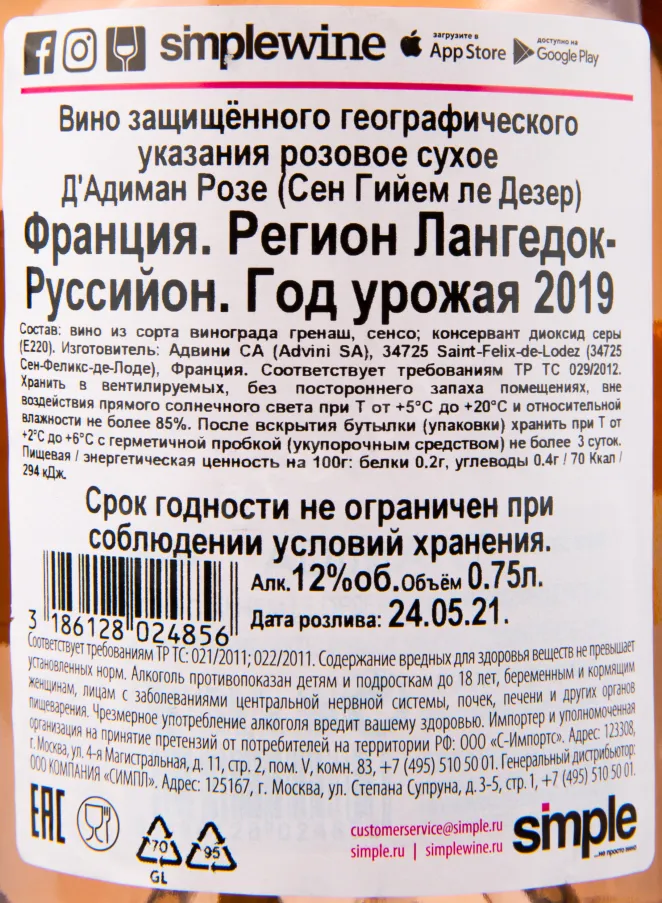 simplewine загрузите в App Store доступно на Google Play
Вино защищённого географического
указания розовое сухое
Д'Адиман Розе (Сен Гийем ле Дезер)
Франция. Регион Лангедок-
Руссийон. Год урожая 2019
Состав: вино из сорта винограда гренаш, сенсо; консервант диоксид серы
(Е220). Изготовитель: Адвини СА (Advini SA), 34725 Saint-Felix-de-Lodez (34725
Сен-Феликс-де-Лоде), Франция. Соответствует требованиям ТР ТС 029/2012.
Хранить в вентилируемых, без постороннего запаха помещениях, вне
воздействия прямого солнечного света при Т от +5°С до +20°С и относительной
влажности не более 85%. После вскрытия бутылки (упаковки) хранить при Т от
+2°С до +6°С с герметичной пробкой (укупорочным средством) не более 3 суток.
Пищевая / энергетическая ценность на 100г: белки 0.2г, углеводы 0.4г / 70 Ккал /
294 кДж.
Срок годности не ограничен при
соблюдении условий хранения.
Алк.12%об.Объём 0.75л.
Дата розлива: 24.05.21.
3 186128 024856
Соответствует требованиям ТР ТС: 021/2011; 022/2011. Содержание вредных для здоровья веществ не превышает
установленных норм. Алкоголь противопоказан детям и подросткам до 18 лет, беременным и кормящим
женщинам, лицам с заболеваниями центральной нервной системы, почек, печени и других органов
пищеварения. Чрезмерное употребление алкоголя вредит вашему здоровью. Импортер и уполномоченная
организация на принятие претензий от потребителей на территории РФ: ООО «С-Импортс». Адрес: 123308,
г. Москва, ул. 4-я Магистральная, д. 11, стр. 2, пом. V, комн. 83, +7 (495) 510 50 01. Генеральный дистрибьютор:
ООО КОМПАНИЯ «СИМПЛ». Адрес: 125167, г. Москва, ул. Степана Супруна, д. 3-5, стр. 1, +7 (495) 510 50 01.
EAC
70
GL
95
customerservice@simple.ru
simple.ru | simplewine.ru
simple
...не просто вино